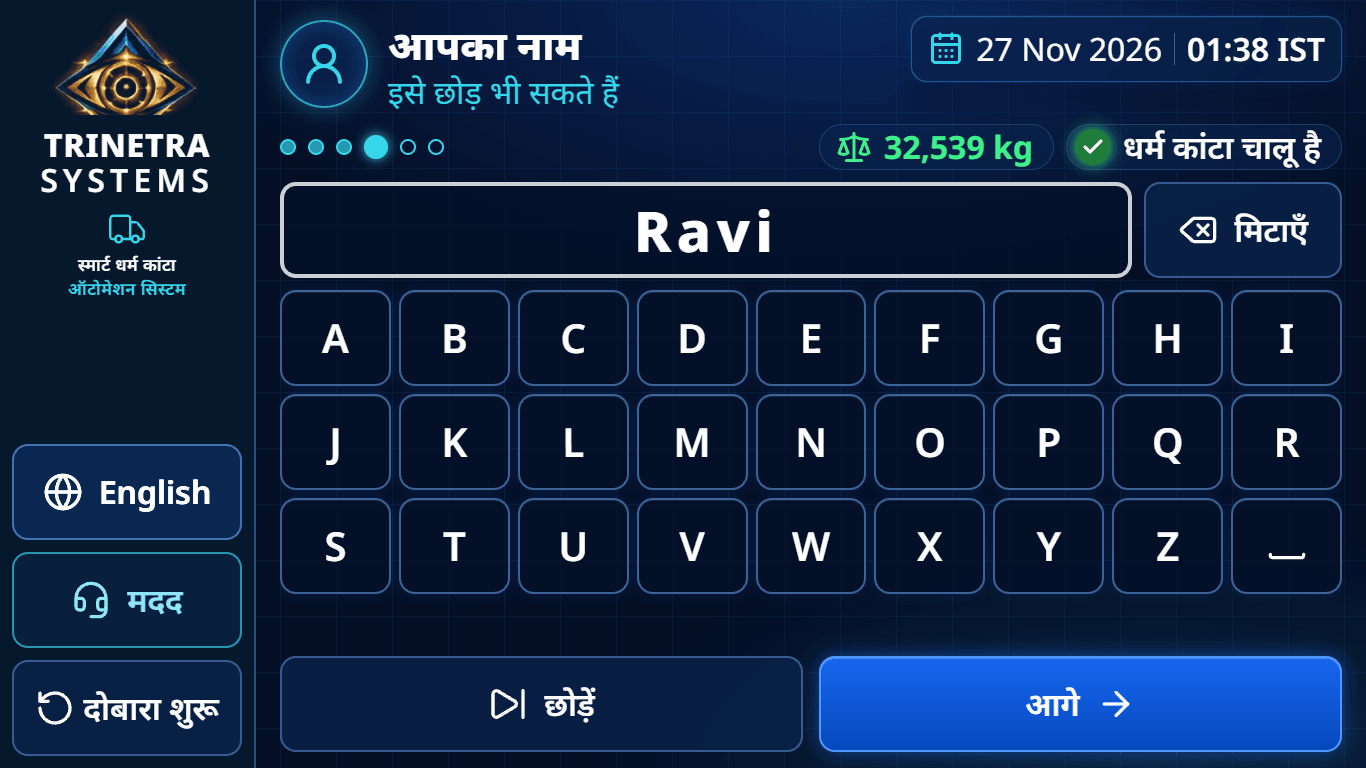 TRINETRA
SYSTEMS
स्मार्ट धर्म कांटा
ऑटोमेशन सिस्टम
English
मदद
दोबारा शुरू
आपका नाम
इसे छोड़ भी सकते हैं
27 Nov 2026 01:38 IST
32,539 kg
धर्म कांटा चालू है
Ravi
मिटाएँ
A B C D E F G H I
J K L M N O P Q R
S T U V W X Y Z
छोड़ें
आगे